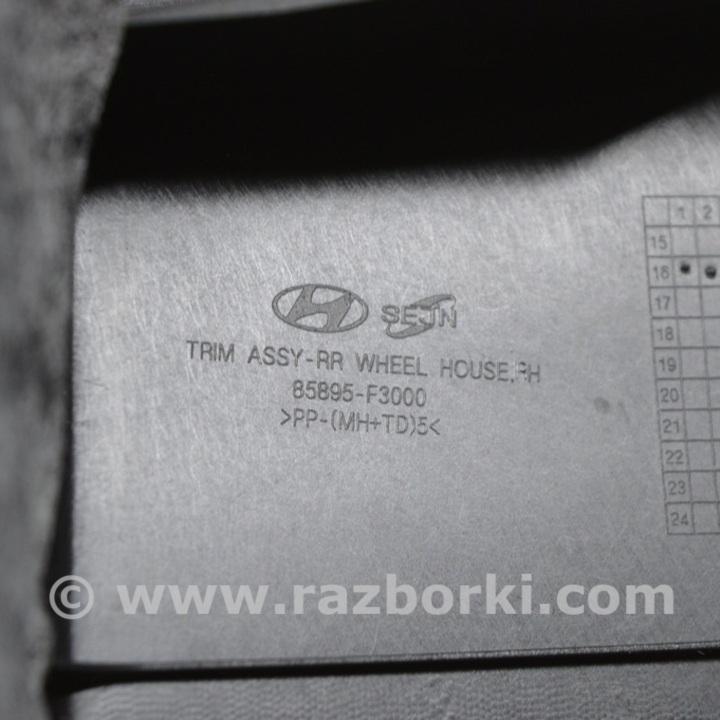 SEJN
TRIM ASSY-RR WHEEL HOUSE,RH
85895-F3000
>PP-(MH+TD)5<
1 2
15
16
17
18
19
20
21
22
23
24
© www.razborki.com